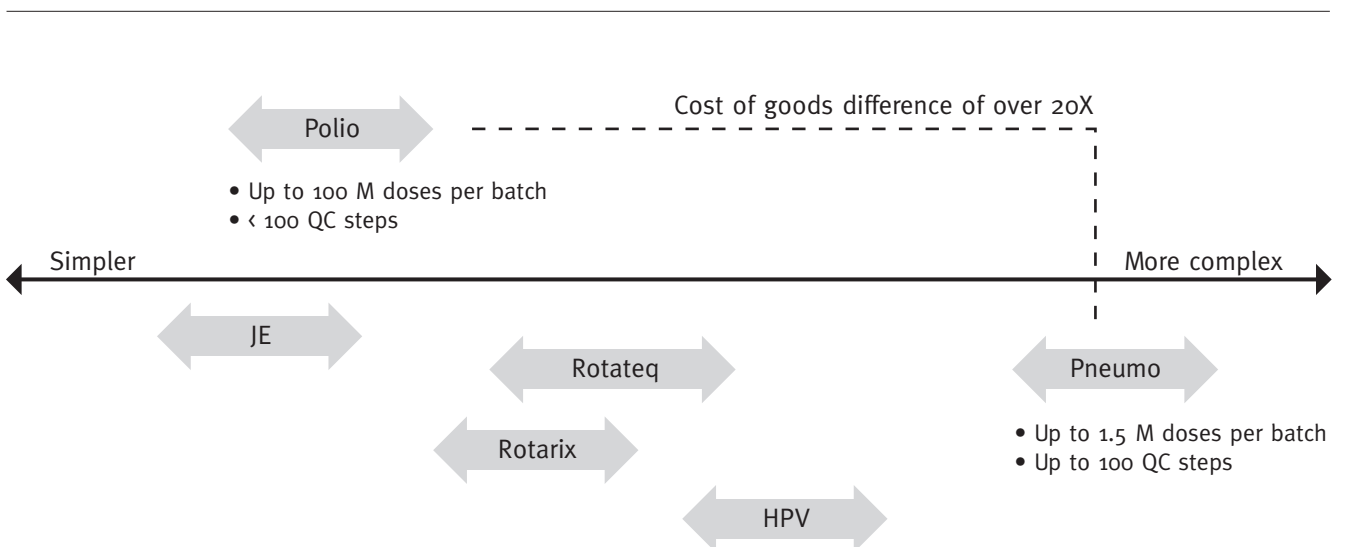 Cost of goods difference of over 20X
Polio
• Up to 100 M doses per batch
• < 100 QC steps
Simpler
More complex
JE
Rotateq
Pneumo
• Up to 1.5 M doses per batch
• Up to 100 QC steps
Rotarix
HPV